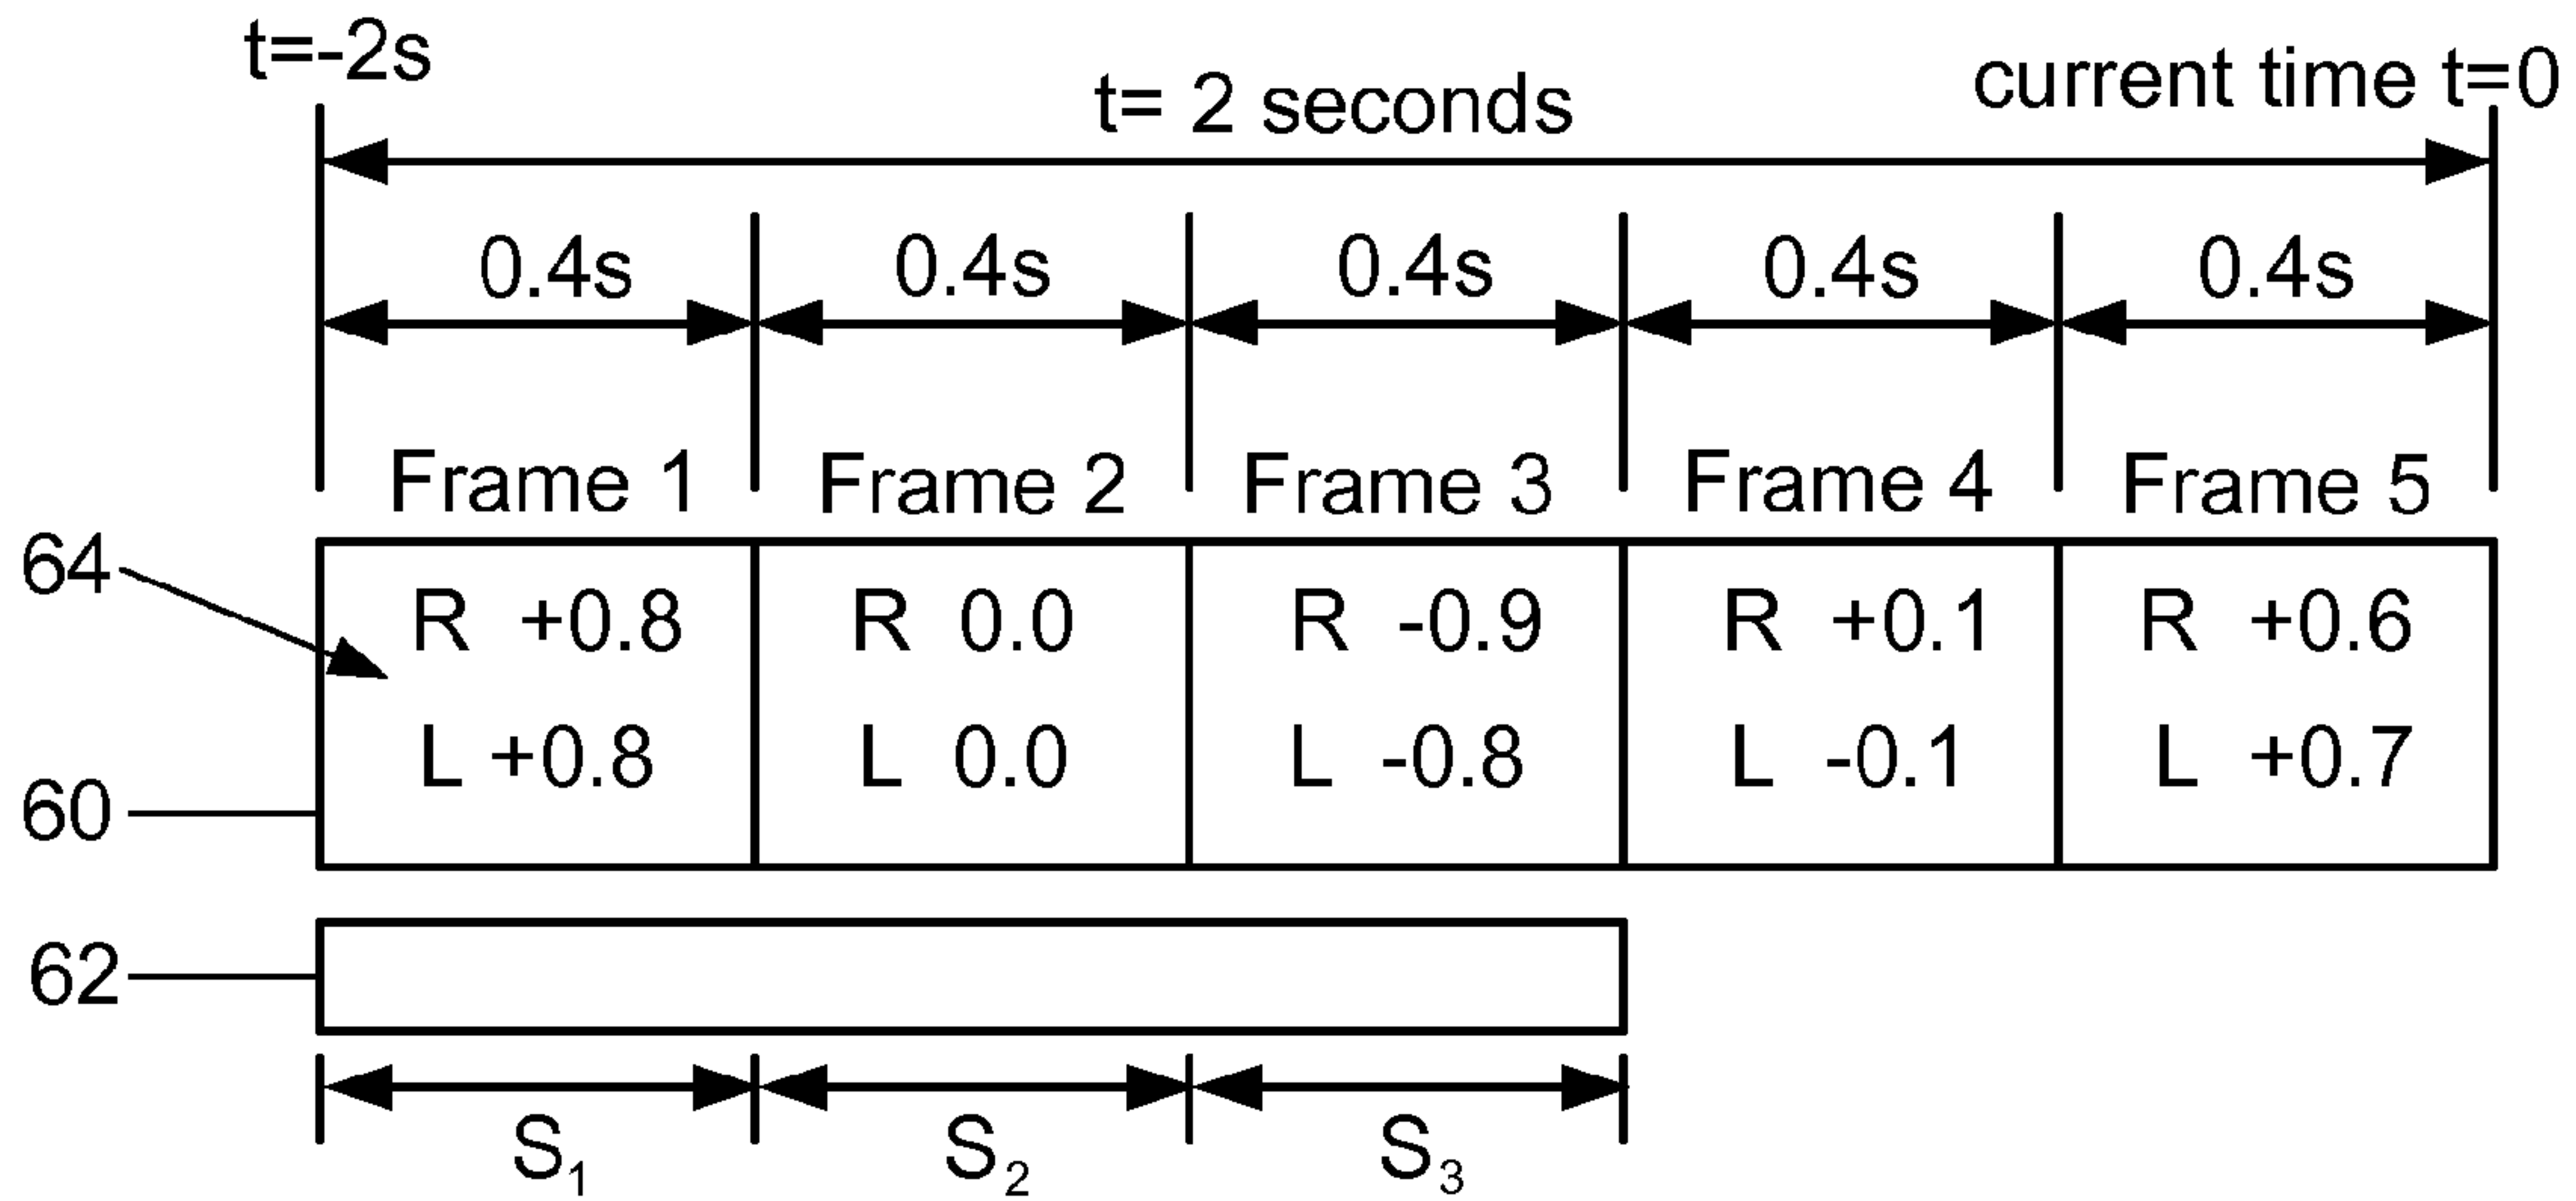 t=-2s
t= 2 seconds
current time t=0
0.4s 0.4s 0.4s 0.4s 0.4s
Frame 1 Frame 2 Frame 3 Frame 4 Frame 5
64
R +0.8 R 0.0 R -0.9 R +0.1 R +0.6
L +0.8 L 0.0 L -0.8 L -0.1 L +0.7
60
62
S1 S2 S3